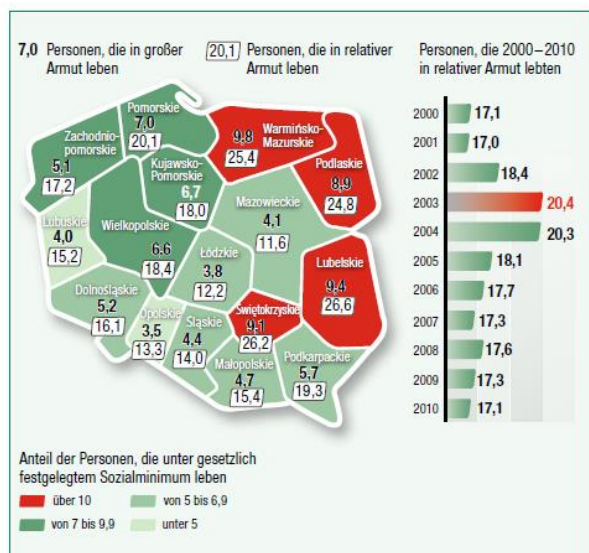 7,0 Personen, die in großer
Armut leben
20,1 Personen, die in relativer
Armut leben
Personen, die 2000–2010
in relativer Armut lebten
Pomorskie
7,0
20,1
Zachodnio-
pomorskie
5,1
17,2
Warmińsko-
Mazurskie
9,8
25,4
Podlaskie
8,9
24,8
Kujawsko-
Pomorskie
6,7
18,0
Mazowieckie
4,1
11,6
Lubuskie
4,0
15,2
Wielkopolskie
6.6
18,4
Łódzkie
3,8
12,2
Lubelskie
9,4
26,6
Dolnośląskie
5,2
16,1
Opolskie
3,5
13,3
Śląskie
4,4
14,0
Świętokrzyskie
9,1
26,2
Małopolskie
4,7
15,4
Podkarpackie
5,7
19,3
2000 17,1
2001 17,0
2002 18,4
2003 20,4
2004 20,3
2005 18,1
2006 17,7
2007 17,3
2008 17,6
2009 17,3
2010 17,1
Anteil der Personen, die unter gesetzlich
festgelegtem Sozialminimum leben
über 10
von 5 bis 6,9
von 7 bis 9,9
unter 5